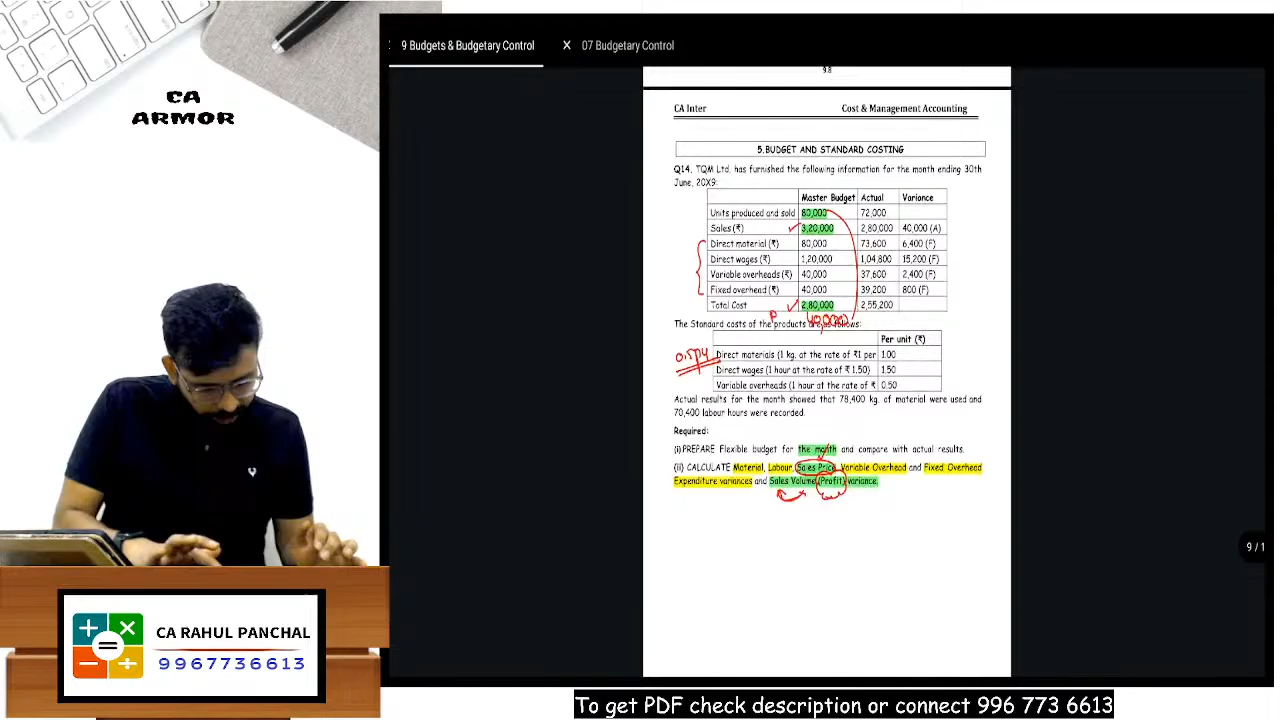 9 Budgets & Budgetary Control X 07 Budgetary Control
CA
ARMOR
9.8
CA Inter Cost & Management Accounting
5.BUDGET AND STANDARD COSTING
Q14. TQM Ltd. has furnished the following information for the month ending 30th
June, 20X9:
Master Budget Actual Variance
Units produced and sold 80,000 72,000
Sales (₹) 3,20,000 2,80,000 40,000 (A)
Direct material (₹) 80,000 73,600 6,400 (F)
Direct wages (₹) 1,20,000 1,04,800 15,200 (F)
Variable overheads (₹) 40,000 37,600 2,400 (F)
Fixed overhead (₹) 40,000 39,200 800 (F)
Total Cost 2,80,000 2,55,200
P 40,000
The Standard costs of the products are as follows:
Per unit (₹)
0.5 PU
Direct materials (1 kg. at the rate of ₹1 per 1.00
Direct wages (1 hour at the rate of ₹ 1.50) 1.50
Variable overheads (1 hour at the rate of ₹ 0.50
Actual results for the month showed that 78,400 kg. of material were used and
70,400 labour hours were recorded.
Required:
(i) PREPARE Flexible budget for the month and compare with actual results.
(ii) CALCULATE Material, Labour, Sales Price, Variable Overhead and Fixed Overhead
Expenditure variances and Sales Volume (Profit) variance.
9 / 1
CA RAHUL PANCHAL
9967736613
To get PDF check description or connect 996 773 6613